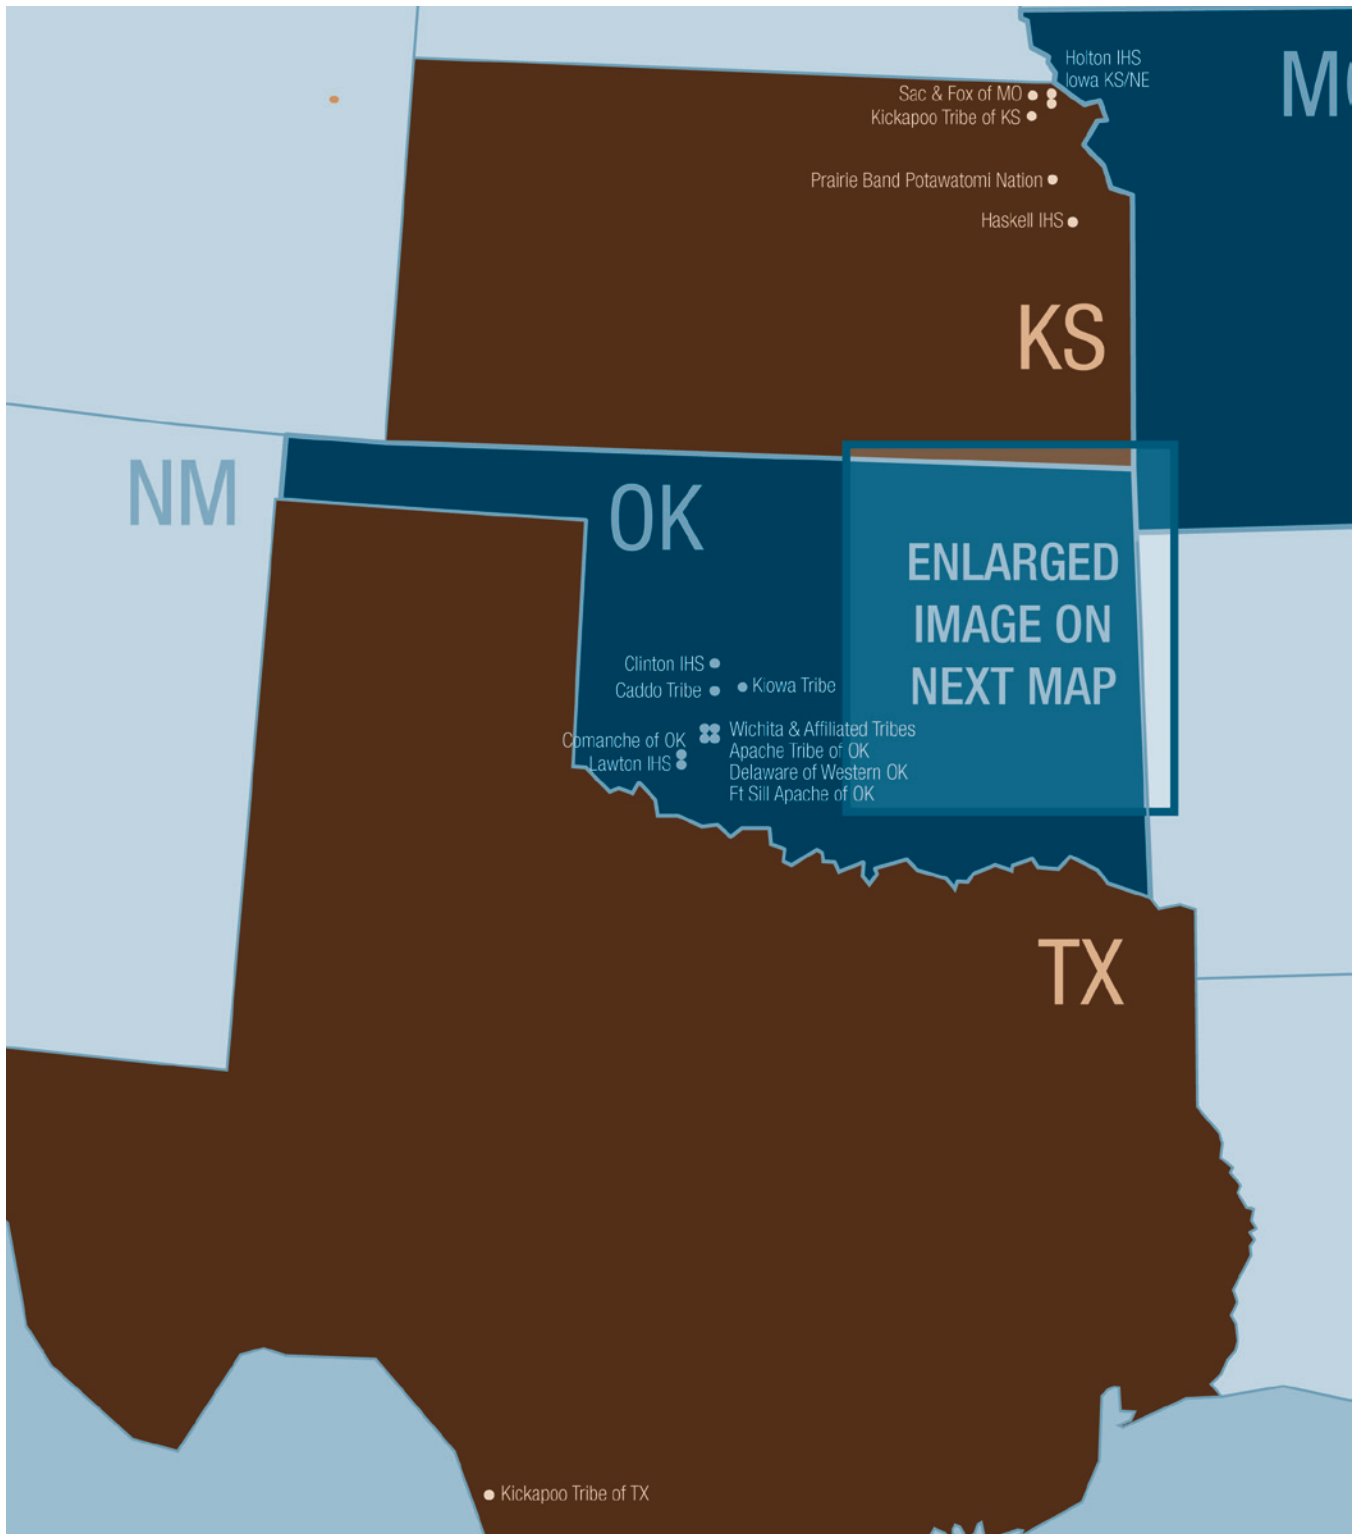 Holton IHS
Iowa KS/NE
MO
Sac & Fox of MO
Kickapoo Tribe of KS
Prairie Band Potawatomi Nation
Haskell IHS
KS
NM
OK
ENLARGED
IMAGE ON
NEXT MAP
Clinton IHS
Caddo Tribe
Kiowa Tribe
Comanche of OK
Lawton IHS
Wichita & Affiliated Tribes
Apache Tribe of OK
Delaware of Western OK
Ft Sill Apache of OK
TX
Kickapoo Tribe of TX